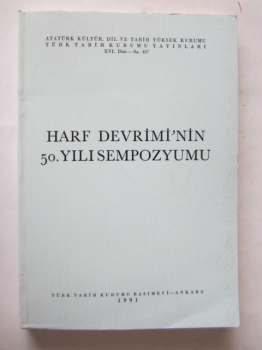 ATATÜRK KÜLTÜR, DİL VE TARİH YÜKSEK KURUMU
TÜRK TARİH KURUMU YAYINLARI
XVI. Dizi — Sa.
HARF DEVRİMİ'NİN
50. YILI SEMPOZYUMU
TÜRK TARİH KURUMU BASIMEVİ — ANKARA
1991